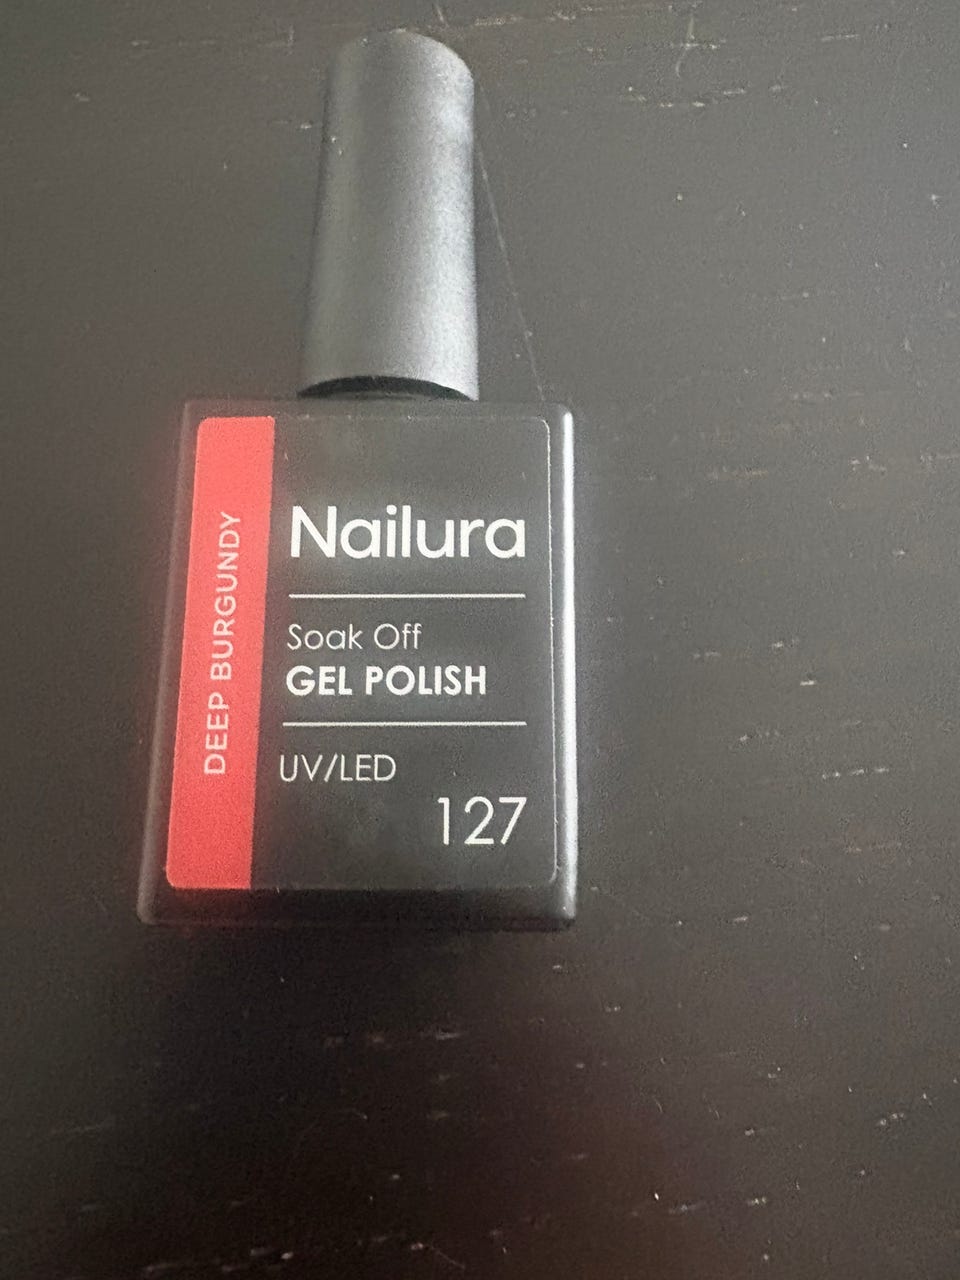 DEEP BURGUNDY
Nailura
Soak Off
GEL POLISH
UV/LED
127